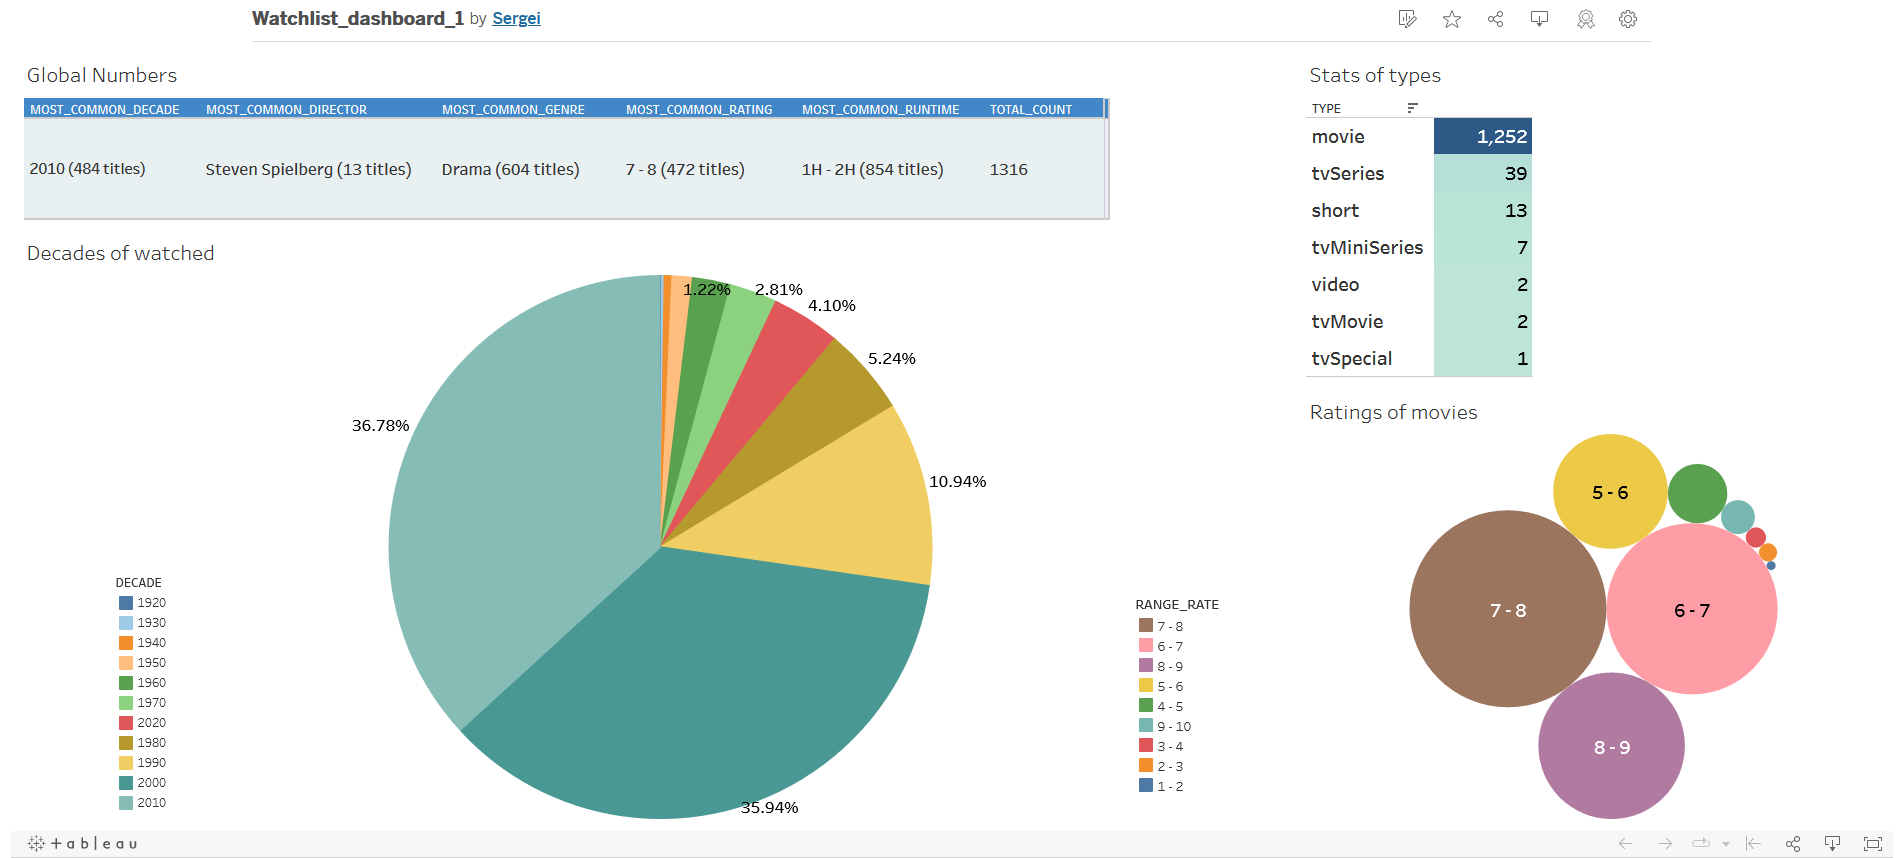 Watchlist_dashboard_1 by Sergei
Global Numbers
MOST_COMMON_DECADE MOST_COMMON_DIRECTOR MOST_COMMON_GENRE MOST_COMMON_RATING MOST_COMMON_RUNTIME TOTAL_COUNT
2010 (484 titles) Steven Spielberg (13 titles) Drama (604 titles) 7 - 8 (472 titles) 1H - 2H (854 titles) 1316
Stats of types
TYPE
movie 1,252
tvSeries 39
short 13
tvMiniSeries 7
video 2
tvMovie 2
tvSpecial 1
Decades of watched
1.22%
2.81%
4.10%
5.24%
10.94%
35.94%
36.78%
DECADE
1920
1930
1940
1950
1960
1970
2020
1980
1990
2000
2010
Ratings of movies
5 - 6
7 - 8
6 - 7
8 - 9
RANGE_RATE
7 - 8
6 - 7
8 - 9
5 - 6
4 - 5
9 - 10
3 - 4
2 - 3
1 - 2
+ableau